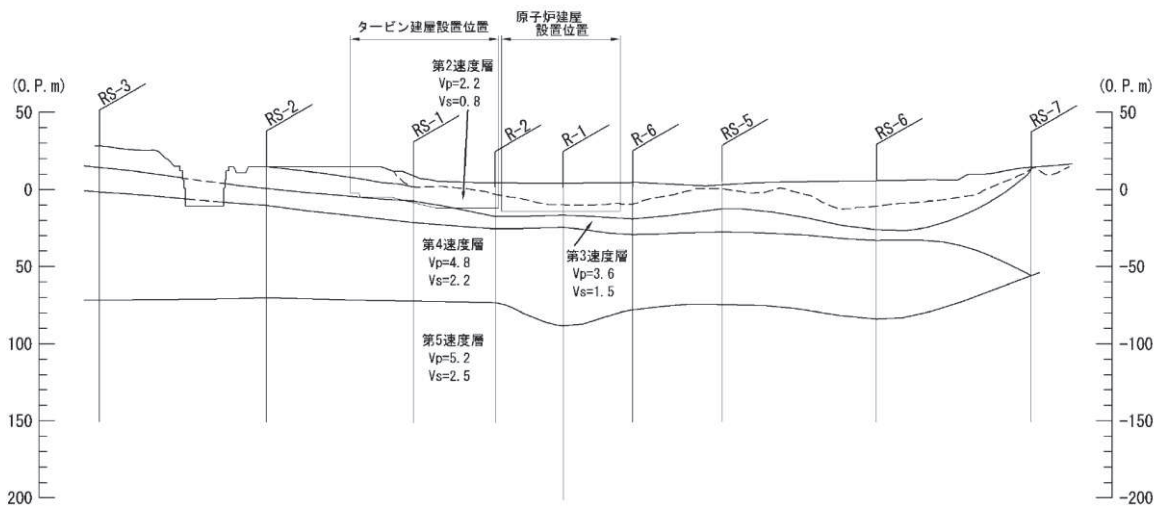 タービン建屋設置位置
原子炉建屋
設置位置
(O.P.m)
(O.P.m)
RS-3
RS-2
RS-1
R-2
R-1
R-6
RS-5
RS-6
RS-7
第2速度層
Vp=2.2
Vs=0.8
第4速度層
Vp=4.8
Vs=2.2
第3速度層
Vp=3.6
Vs=1.5
第5速度層
Vp=5.2
Vs=2.5
50
0
50
100
150
200
50
0
-50
-100
-150
-200